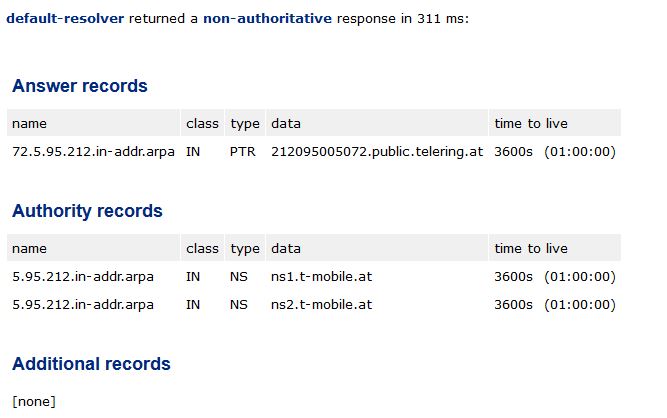 default-resolver returned a non-authoritative response in 311 ms:
Answer records
name class type data time to live
72.5.95.212.in-addr.arpa IN PTR 212095005072.public.telering.at 3600s (01:00:00)
Authority records
name class type data time to live
5.95.212.in-addr.arpa IN NS ns1.t-mobile.at 3600s (01:00:00)
5.95.212.in-addr.arpa IN NS ns2.t-mobile.at 3600s (01:00:00)
Additional records
[none]